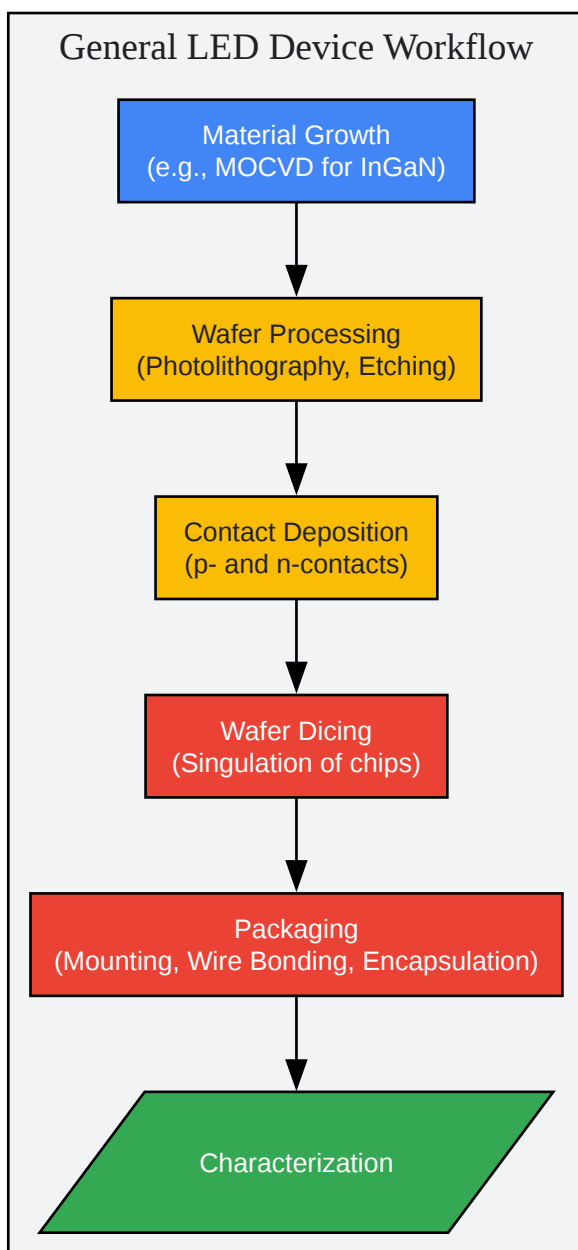 General LED Device Workflow
Material Growth
(e.g., MOCVD for InGaN)
Wafer Processing
(Photolithography, Etching)
Contact Deposition
(p- and n-contacts)
Wafer Dicing
(Singulation of chips)
Packaging
(Mounting, Wire Bonding, Encapsulation)
Characterization